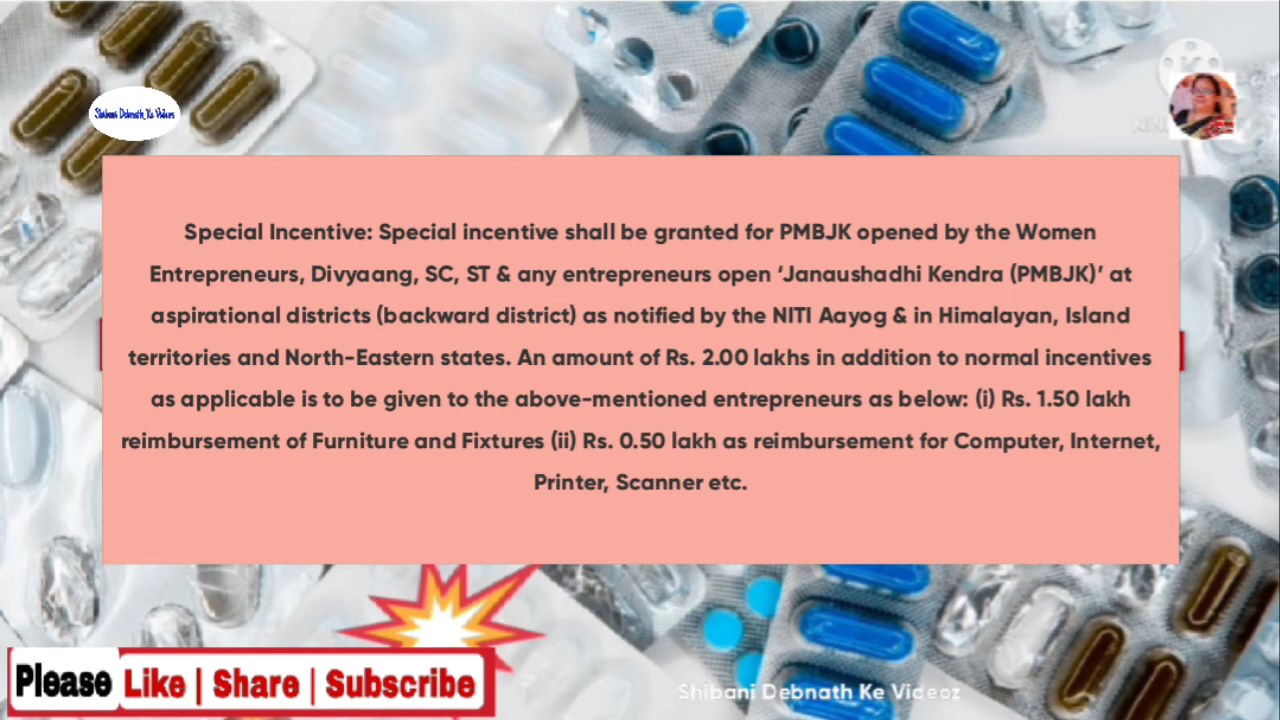 Shibani Debnath Ke Videos
Special Incentive: Special incentive shall be granted for PMBJK opened by the Women
Entrepreneurs, Divyaang, SC, ST & any entrepreneurs open ‘Janaushadhi Kendra (PMBJK)’ at
aspirational districts (backward district) as notified by the NITI Aayog & in Himalayan, Island
territories and North-Eastern states. An amount of Rs. 2.00 lakhs in addition to normal incentives
as applicable is to be given to the above-mentioned entrepreneurs as below: (i) Rs. 1.50 lakh
reimbursement of Furniture and Fixtures (ii) Rs. 0.50 lakh as reimbursement for Computer, Internet,
Printer, Scanner etc.
Please Like | Share | Subscribe
Shibani Debnath Ke Videoz